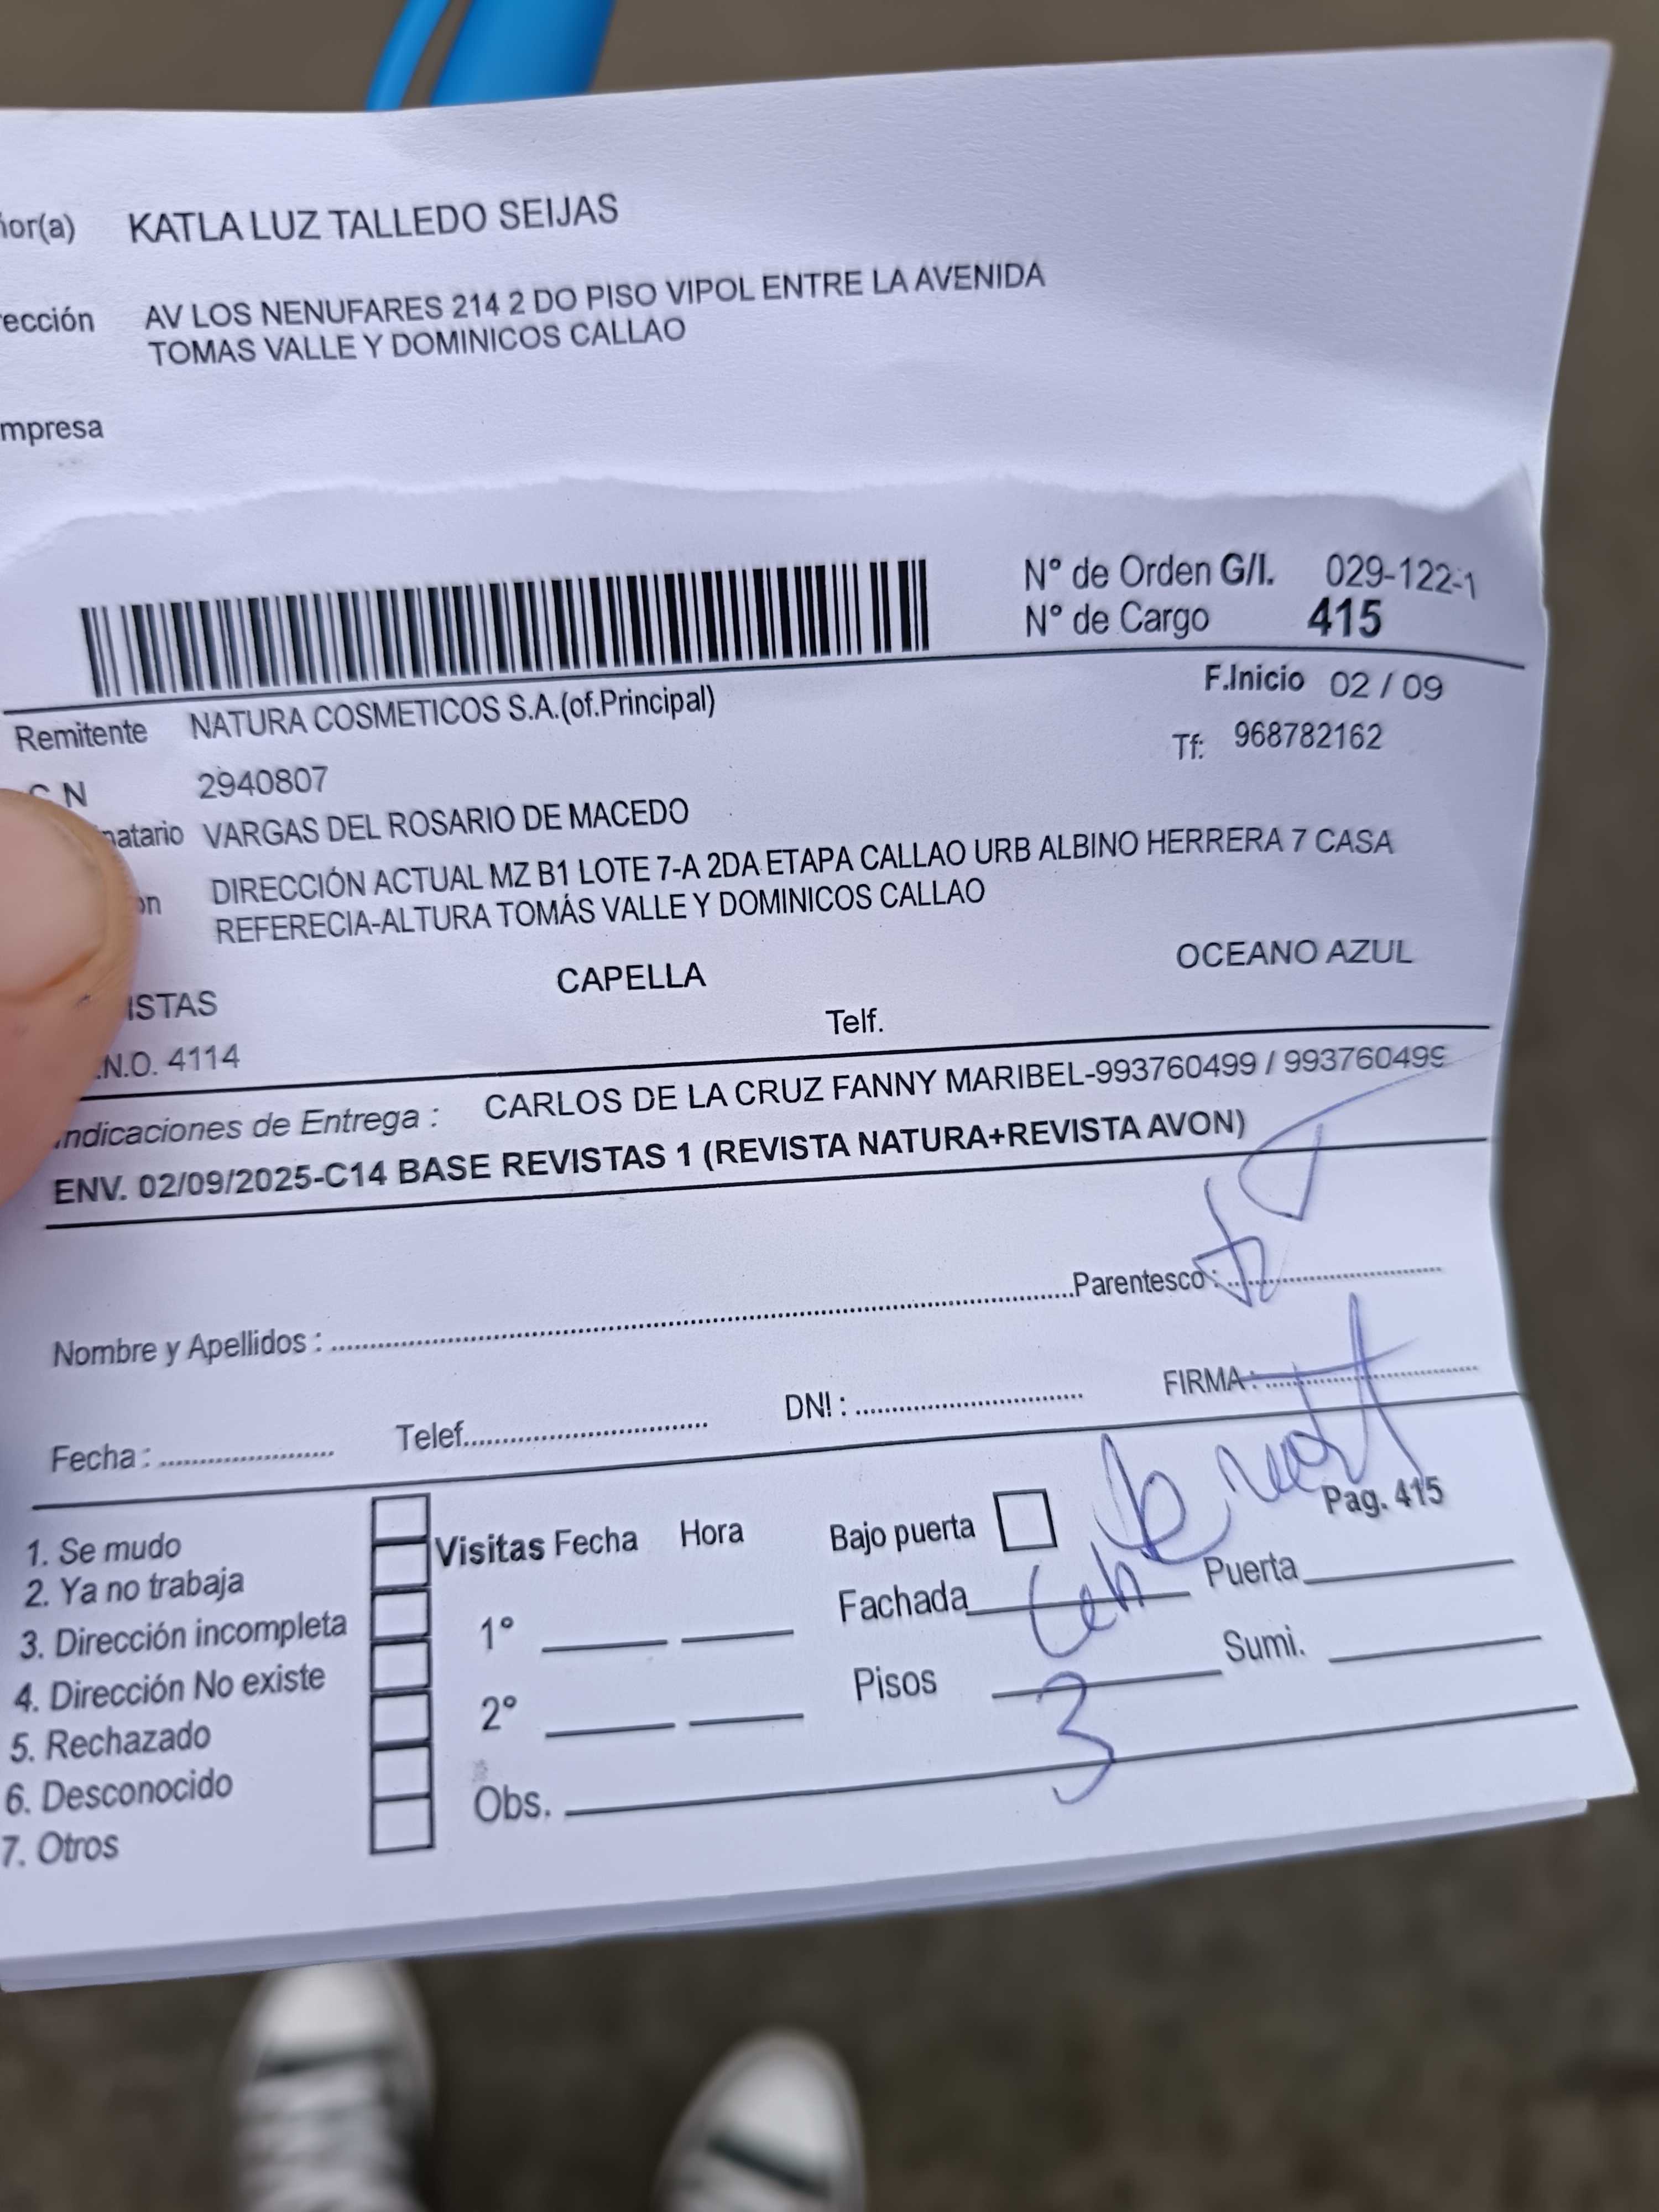 ñor(a) KATLA LUZ TALLEDO SEIJAS
rección AV LOS NENUFARES 214 2 DO PISO VIPOL ENTRE LA AVENIDA
TOMAS VALLE Y DOMINICOS CALLAO
mpresa
N° de Orden G/I. 029-122-1
N° de Cargo 415
F.Inicio 02 / 09
Remitente NATURA COSMETICOS S.A.(of.Principal)
Tf: 968782162
C N 2940807
natario VARGAS DEL ROSARIO DE MACEDO
on DIRECCIÓN ACTUAL MZ B1 LOTE 7-A 2DA ETAPA CALLAO URB ALBINO HERRERA 7 CASA
REFERECIA-ALTURA TOMÁS VALLE Y DOMINICOS CALLAO
ISTAS CAPELLA OCEANO AZUL
.N.O. 4114 Telf.
Indicaciones de Entrega : CARLOS DE LA CRUZ FANNY MARIBEL-993760499 / 993760499
ENV. 02/09/2025-C14 BASE REVISTAS 1 (REVISTA NATURA+REVISTA AVON)
Nombre y Apellidos : Parentesco :
Fecha : Telef. DNI : FIRMA :
Pag. 415
1. Se mudo
2. Ya no trabaja
3. Dirección incompleta
4. Dirección No existe
5. Rechazado
6. Desconocido
7. Otros
Visitas Fecha Hora
1°
2°
Obs.
Bajo puerta
Fachada Puerta
Pisos 3 Sumi.